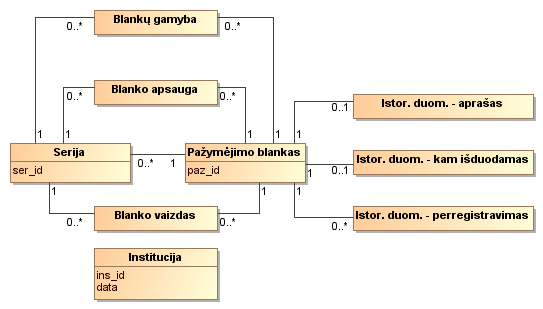 Blankų gamyba
0..*
0..*
Blanko apsauga
0..*
0..*
Istor. duom. - aprašas
0..1
1
1
1
1
1
Serija
ser_id
0..*
1
Pažymėjimo blankas
paz_id
Istor. duom. - kam išduodamas
1
0..1
1
1
1
Blanko vaizdas
0..*
0..*
Istor. duom. - perregistravimas
0..*
Institucija
ins_id
data